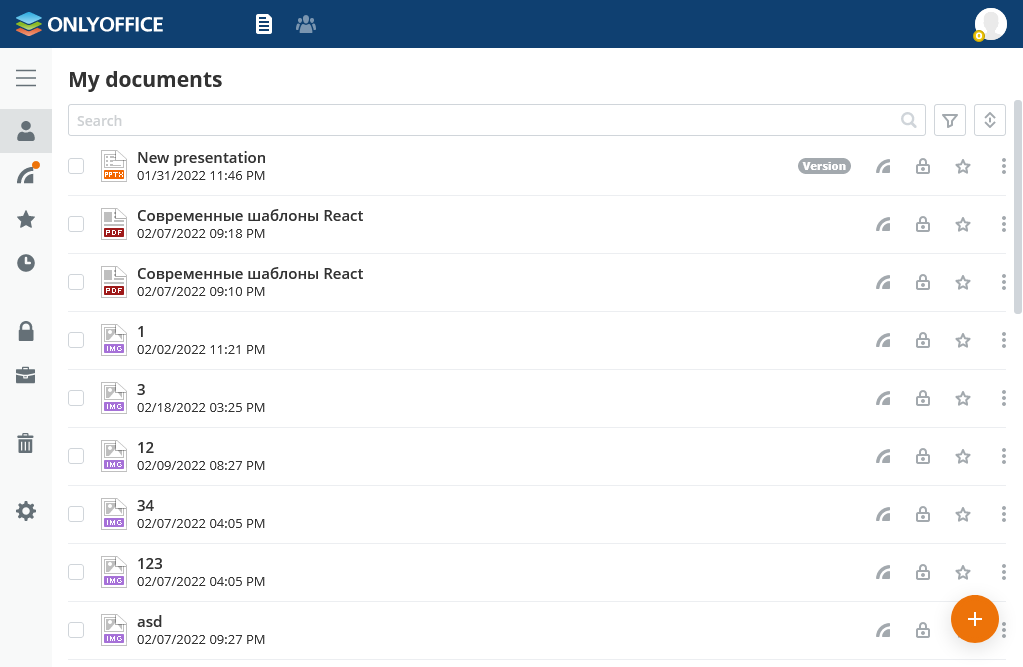 ONLYOFFICE
My documents
Search
New presentation
Version
01/31/2022 11:46 PM
PPTX
Современные шаблоны React
02/07/2022 09:18 PM
PDF
Современные шаблоны React
02/07/2022 09:10 PM
PDF
1
02/02/2022 11:21 PM
IMG
3
02/18/2022 03:25 PM
IMG
12
02/09/2022 08:27 PM
IMG
34
02/07/2022 04:05 PM
IMG
123
02/07/2022 04:05 PM
IMG
asd
02/07/2022 09:27 PM
IMG